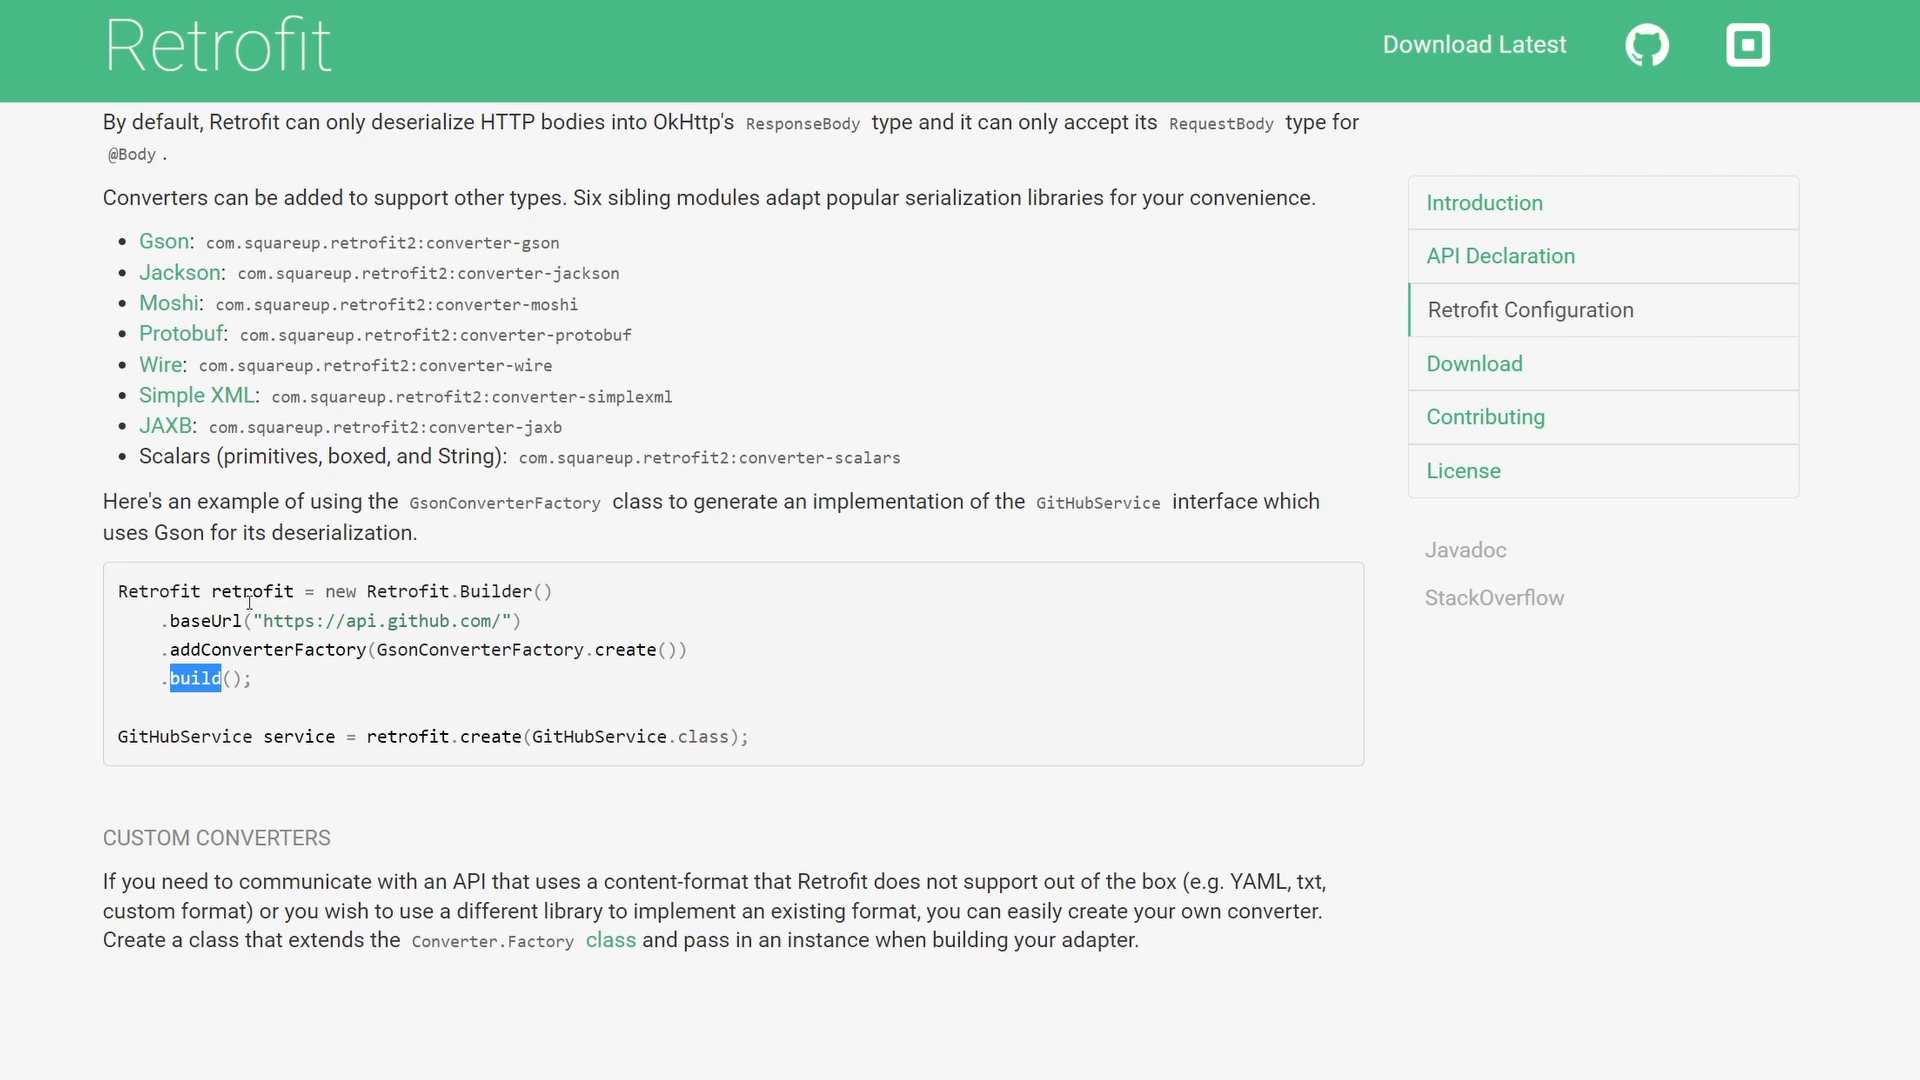 Retrofit
Download Latest
By default, Retrofit can only deserialize HTTP bodies into OkHttp's ResponseBody type and it can only accept its RequestBody type for
@Body .
Converters can be added to support other types. Six sibling modules adapt popular serialization libraries for your convenience.
• Gson: com.squareup.retrofit2:converter-gson
• Jackson: com.squareup.retrofit2:converter-jackson
• Moshi: com.squareup.retrofit2:converter-moshi
• Protobuf: com.squareup.retrofit2:converter-protobuf
• Wire: com.squareup.retrofit2:converter-wire
• Simple XML: com.squareup.retrofit2:converter-simplexml
• JAXB: com.squareup.retrofit2:converter-jaxb
• Scalars (primitives, boxed, and String): com.squareup.retrofit2:converter-scalars
Here's an example of using the GsonConverterFactory class to generate an implementation of the GitHubService interface which
uses Gson for its deserialization.
Retrofit retrofit = new Retrofit.Builder()
    .baseUrl("https://api.github.com/")
    .addConverterFactory(GsonConverterFactory.create())
    .build();
GitHubService service = retrofit.create(GitHubService.class);
CUSTOM CONVERTERS
If you need to communicate with an API that uses a content-format that Retrofit does not support out of the box (e.g. YAML, txt,
custom format) or you wish to use a different library to implement an existing format, you can easily create your own converter.
Create a class that extends the Converter.Factory class and pass in an instance when building your adapter.
Introduction
API Declaration
Retrofit Configuration
Download
Contributing
License
Javadoc
StackOverflow